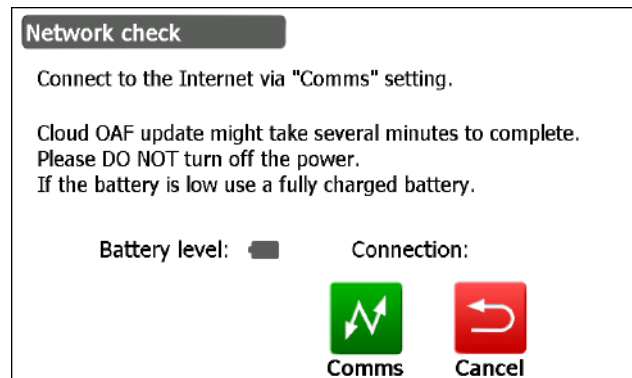 Network check
Connect to the Internet via "Comms" setting.
Cloud OAF update might take several minutes to complete.
Please DO NOT turn off the power.
If the battery is low use a fully charged battery.
Battery level: Connection:
Comms Cancel